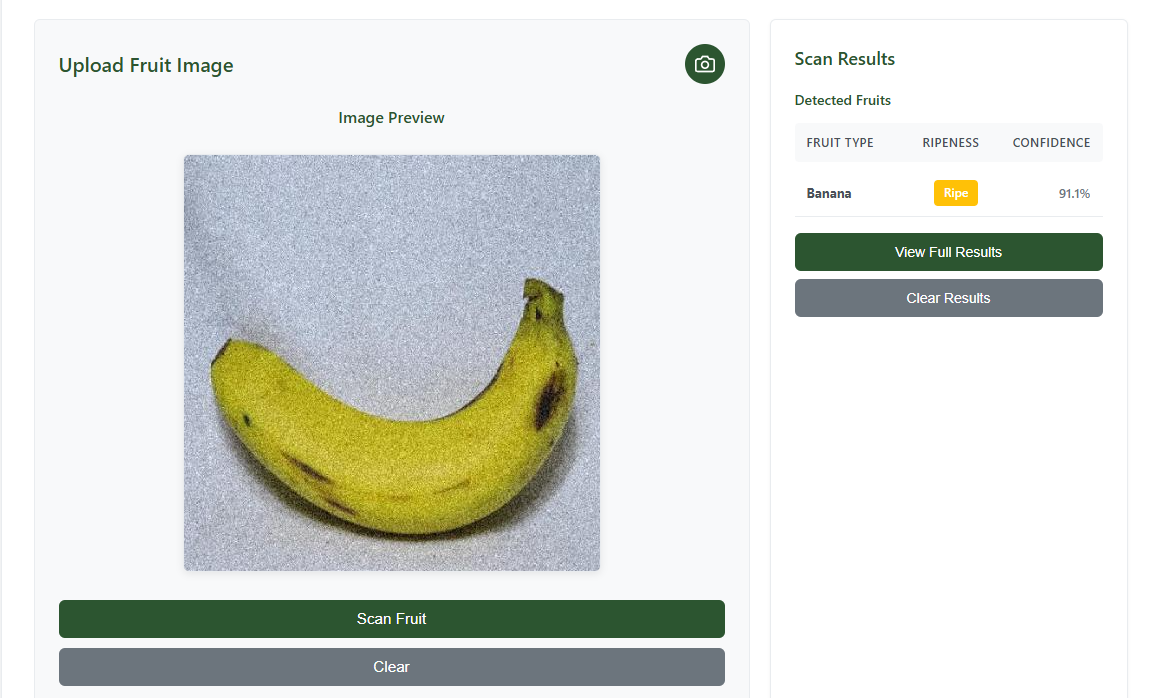 Upload Fruit Image
Image Preview
Scan Fruit
Clear
Scan Results
Detected Fruits
FRUIT TYPE RIPENESS CONFIDENCE
Banana Ripe 91.1%
View Full Results
Clear Results